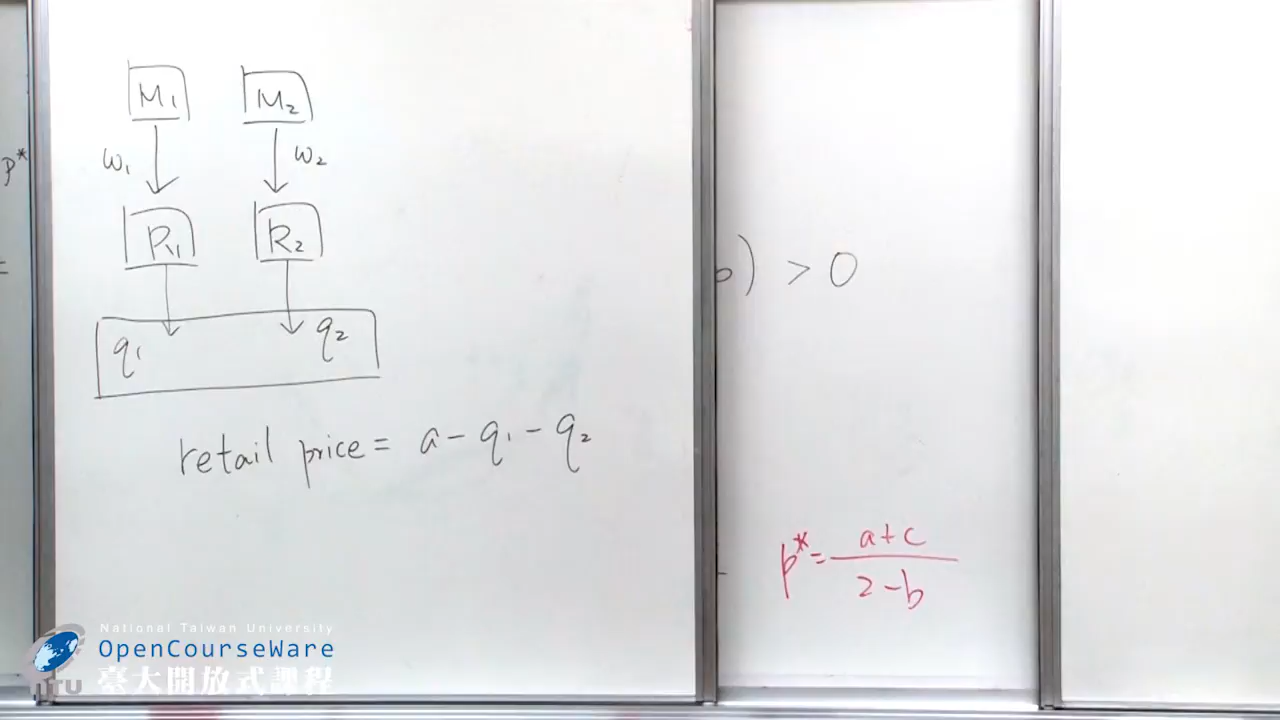 M₁ M₂
w₁ w₂
P*
R₁ R₂
=
q₁ q₂
retail price = a - q₁ - q₂
b) > 0
p* = (a+c)/(2-b)
National Taiwan University
OpenCourseWare
NTU 臺大開放式課程